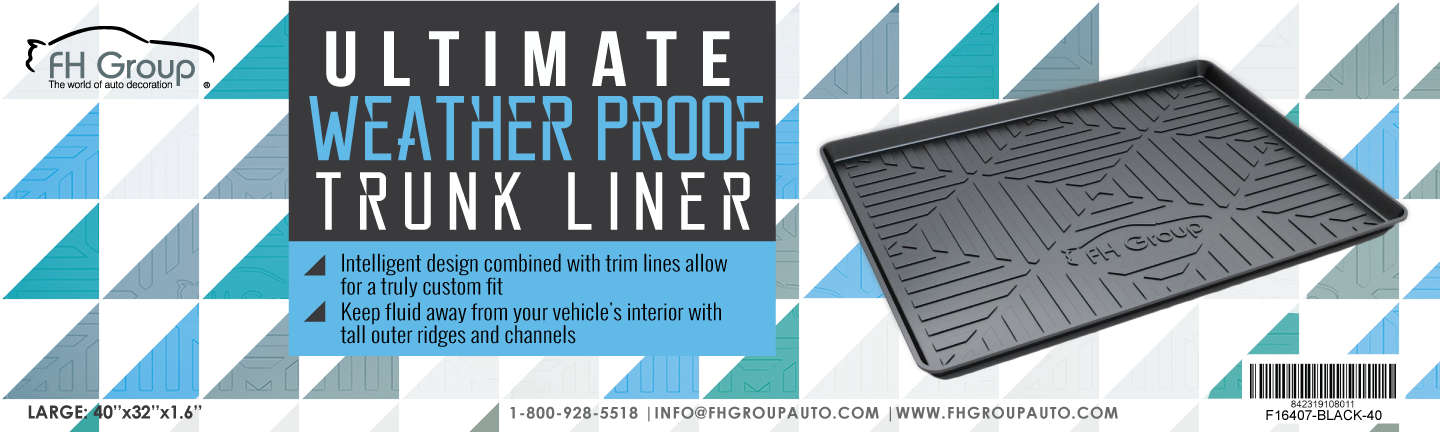 FH Group
The world of auto decoration ®
ULTIMATE
WEATHER PROOF
TRUNK LINER
Intelligent design combined with trim lines allow
for a truly custom fit
Keep fluid away from your vehicle's interior with
tall outer ridges and channels
FH Group
842319108011
F16407-BLACK-40
LARGE: 40’’x32’’x1.6’’
1-800-928-5518 | INFO@FHGROUPAUTO.COM | WWW.FHGROUPAUTO.COM